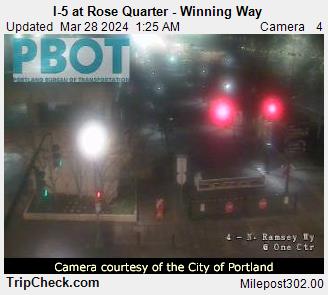 I-5 at Rose Quarter - Winning Way
Updated Mar 28 2024 1:25 AM Camera 4
PBOT
PORTLAND BUREAU OF TRANSPORTATION
4 - N. Ramsey Wy
@ One Ctr
Camera courtesy of the City of Portland
TripCheck.com Milepost302.00